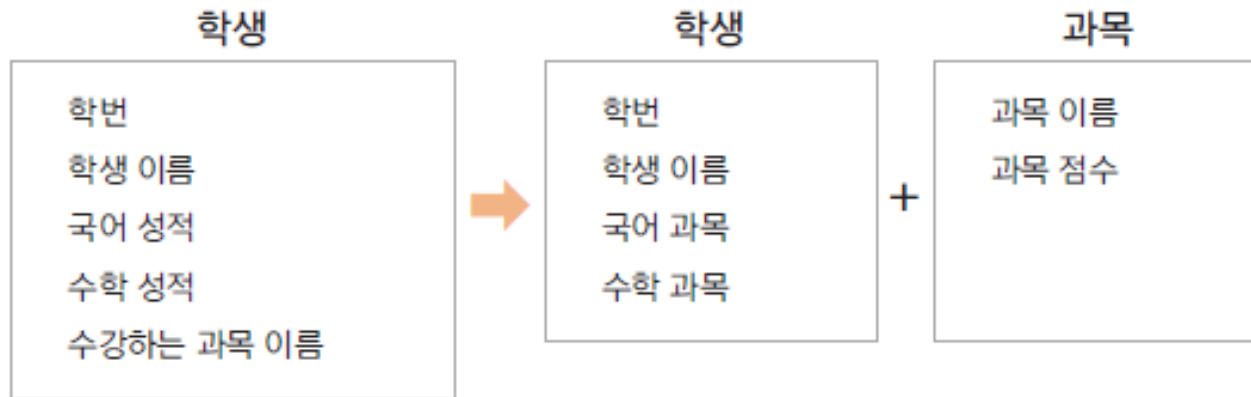 학생
학번
학생 이름
국어 성적
수학 성적
수강하는 과목 이름
학생
학번
학생 이름
국어 과목
수학 과목
+
과목
과목 이름
과목 점수